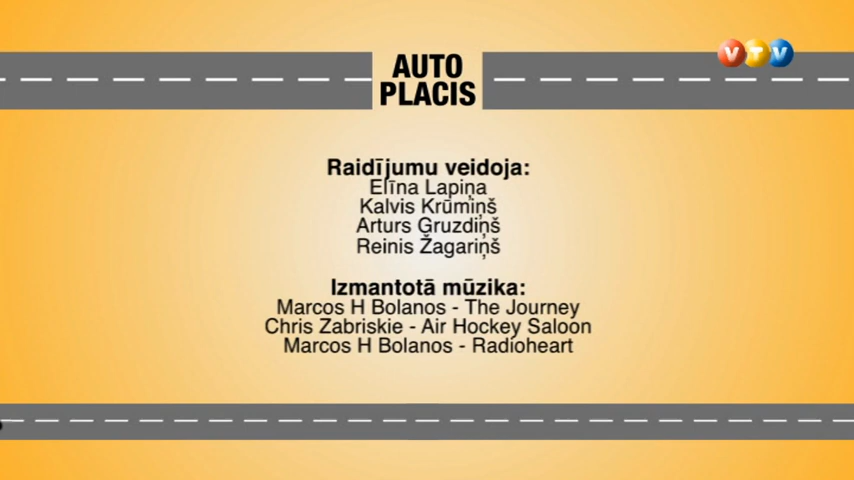 VTV
AUTO
PLACIS
Raidījumu veidoja:
Elīna Lapiņa
Kalvis Krūmiņš
Arturs Gruzdiņš
Reinis Žagariņš
Izmantotā mūzika:
Marcos H Bolanos - The Journey
Chris Zabriskie - Air Hockey Saloon
Marcos H Bolanos - Radioheart